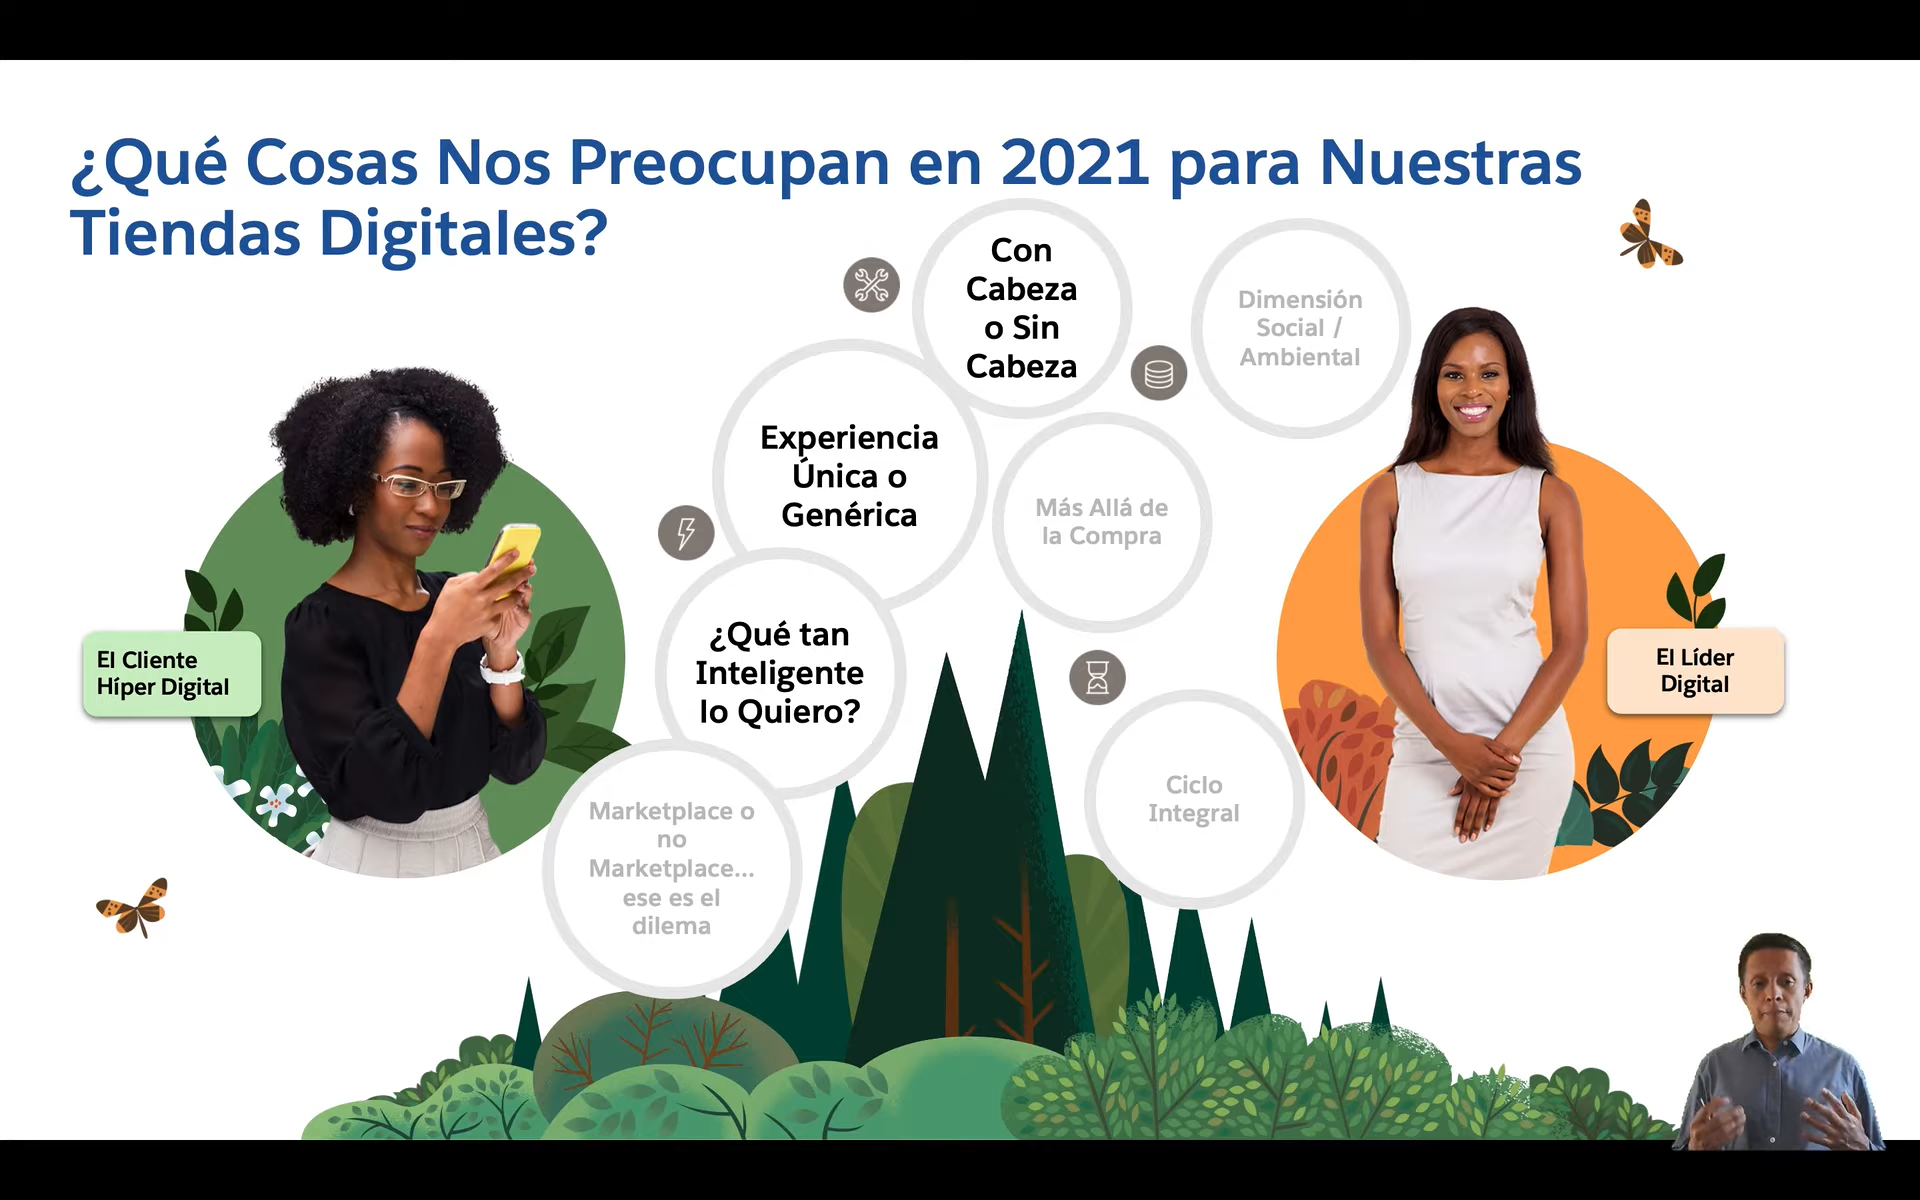 ¿Qué Cosas Nos Preocupan en 2021 para Nuestras
Tiendas Digitales?
Con
Cabeza
o Sin
Cabeza
Dimensión
Social /
Ambiental
Experiencia
Única o
Genérica
Más Allá de
la Compra
¿Qué tan
Inteligente
lo Quiero?
El Cliente
Híper Digital
El Líder
Digital
Marketplace o
no
Marketplace...
ese es el
dilema
Ciclo
Integral